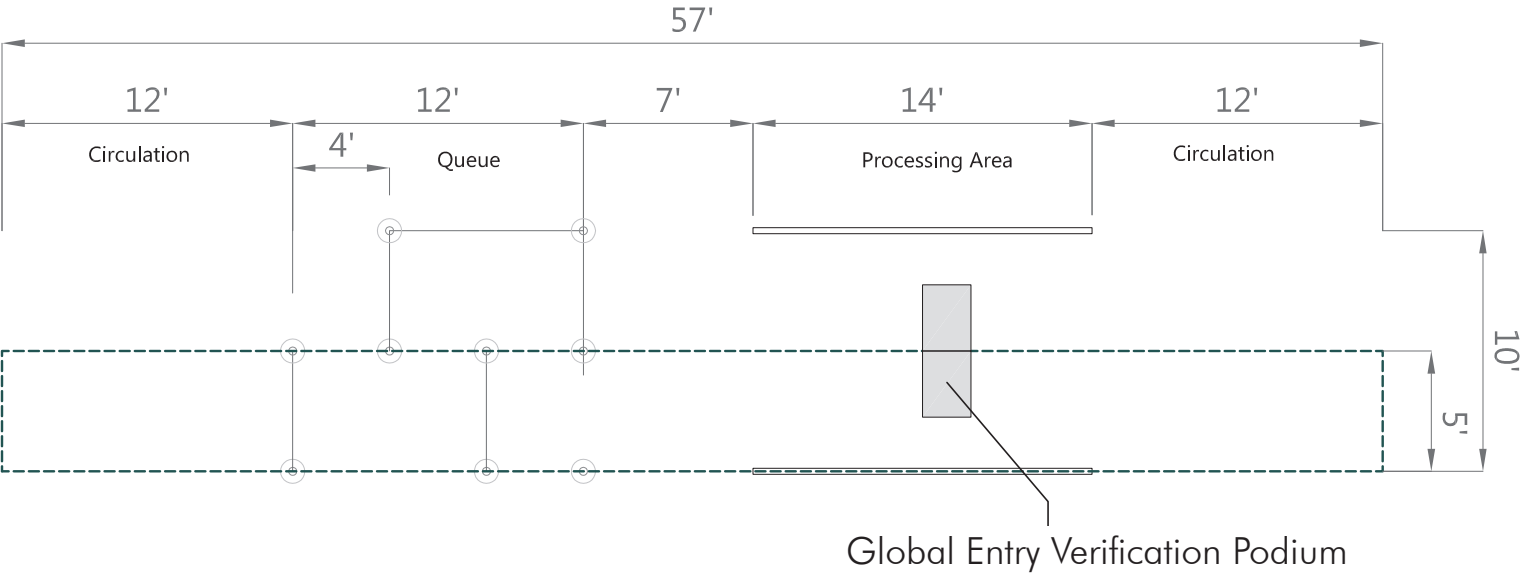 57'
12'
12'
7'
14'
12'
4'
Circulation
Queue
Processing Area
Circulation
10'
5'
Global Entry Verification Podium